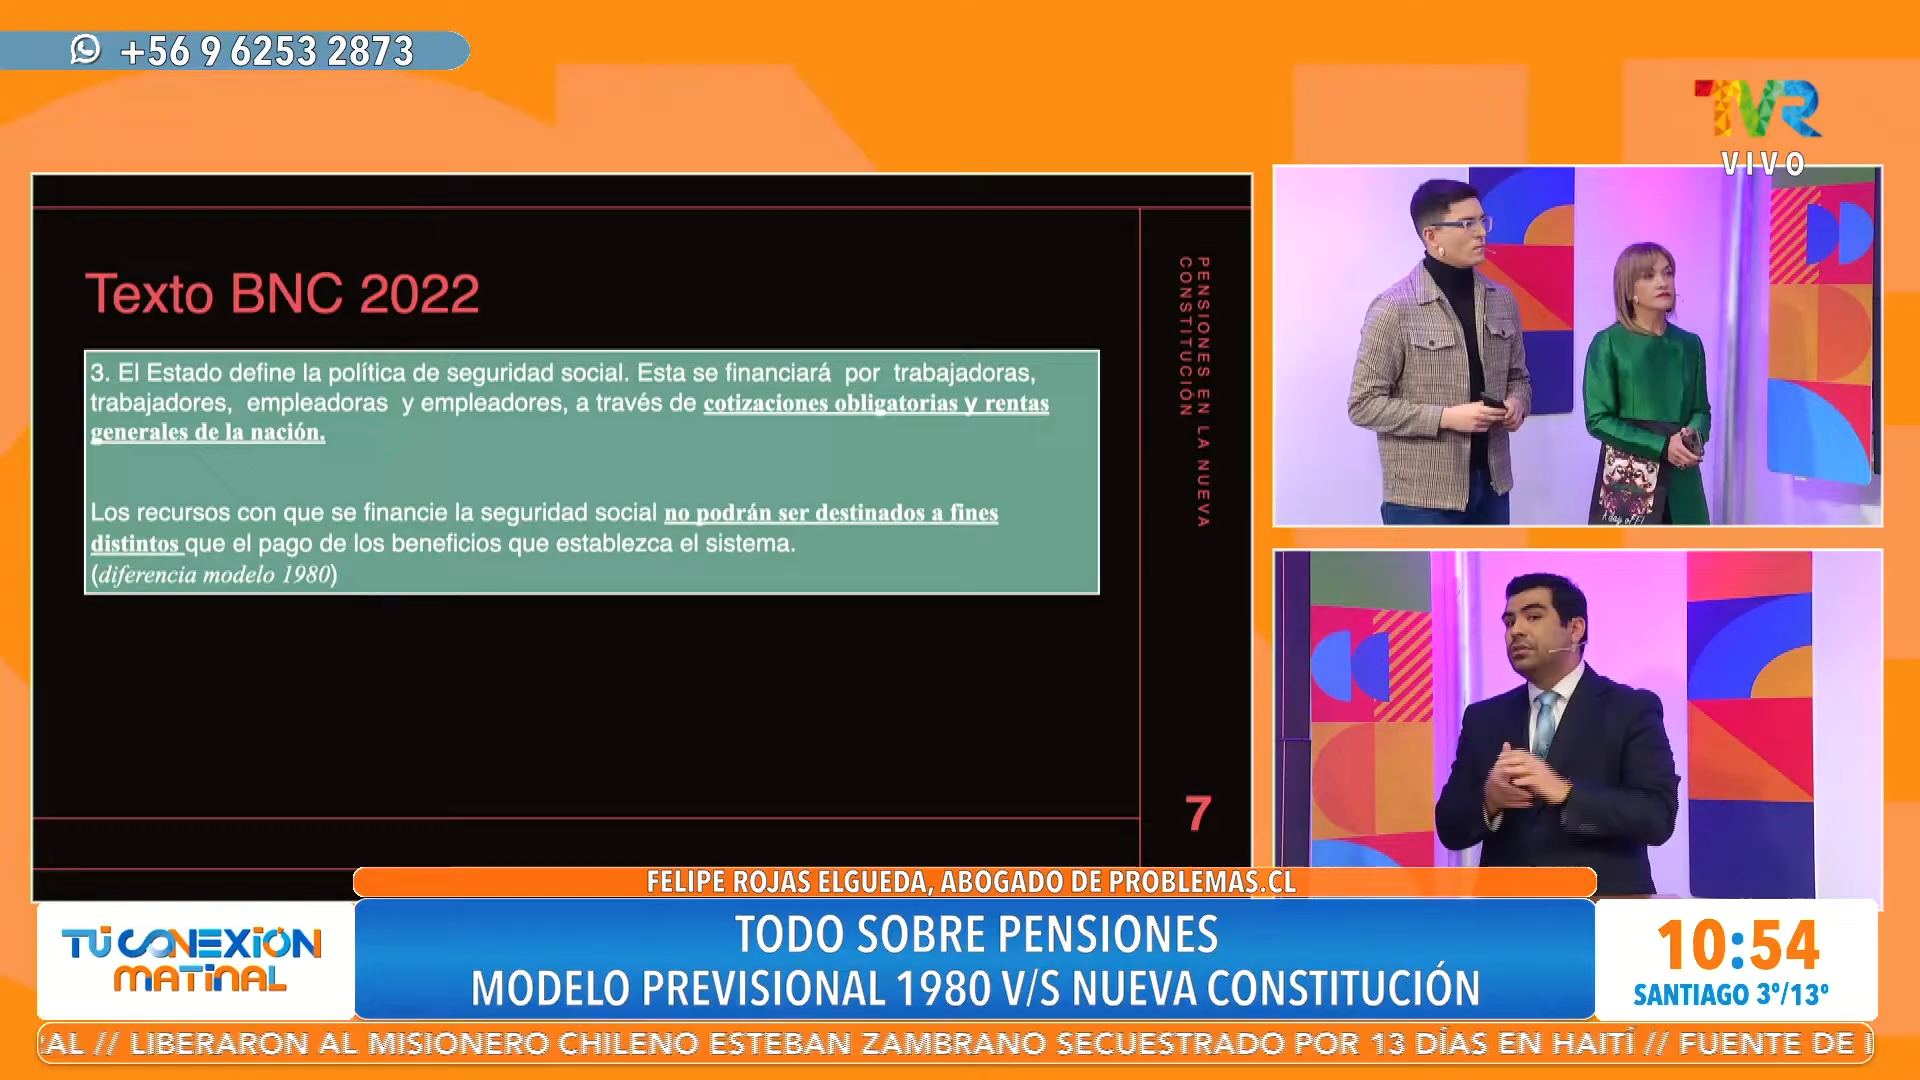 +56 9 6253 2873
TVR
VIVO
Texto BNC 2022
3. El Estado define la política de seguridad social. Esta se financiará por trabajadoras,
trabajadores, empleadoras y empleadores, a través de cotizaciones obligatorias y rentas
generales de la nación.
Los recursos con que se financie la seguridad social no podrán ser destinados a fines
distintos que el pago de los beneficios que establezca el sistema.
(diferencia modelo 1980)
PENSIONES EN LA NUEVA
CONSTITUCIÓN
7
A day of
FELIPE ROJAS ELGUEDA, ABOGADO DE PROBLEMAS.CL
TODO SOBRE PENSIONES
MODELO PREVISIONAL 1980 V/S NUEVA CONSTITUCIÓN
TÚ CONEXIÓN
MATINAL
10:54
SANTIAGO 3º/13º
AL // LIBERARON AL MISIONERO CHILENO ESTEBAN ZAMBRANO SECUESTRADO POR 13 DÍAS EN HAITÍ // FUENTE DE